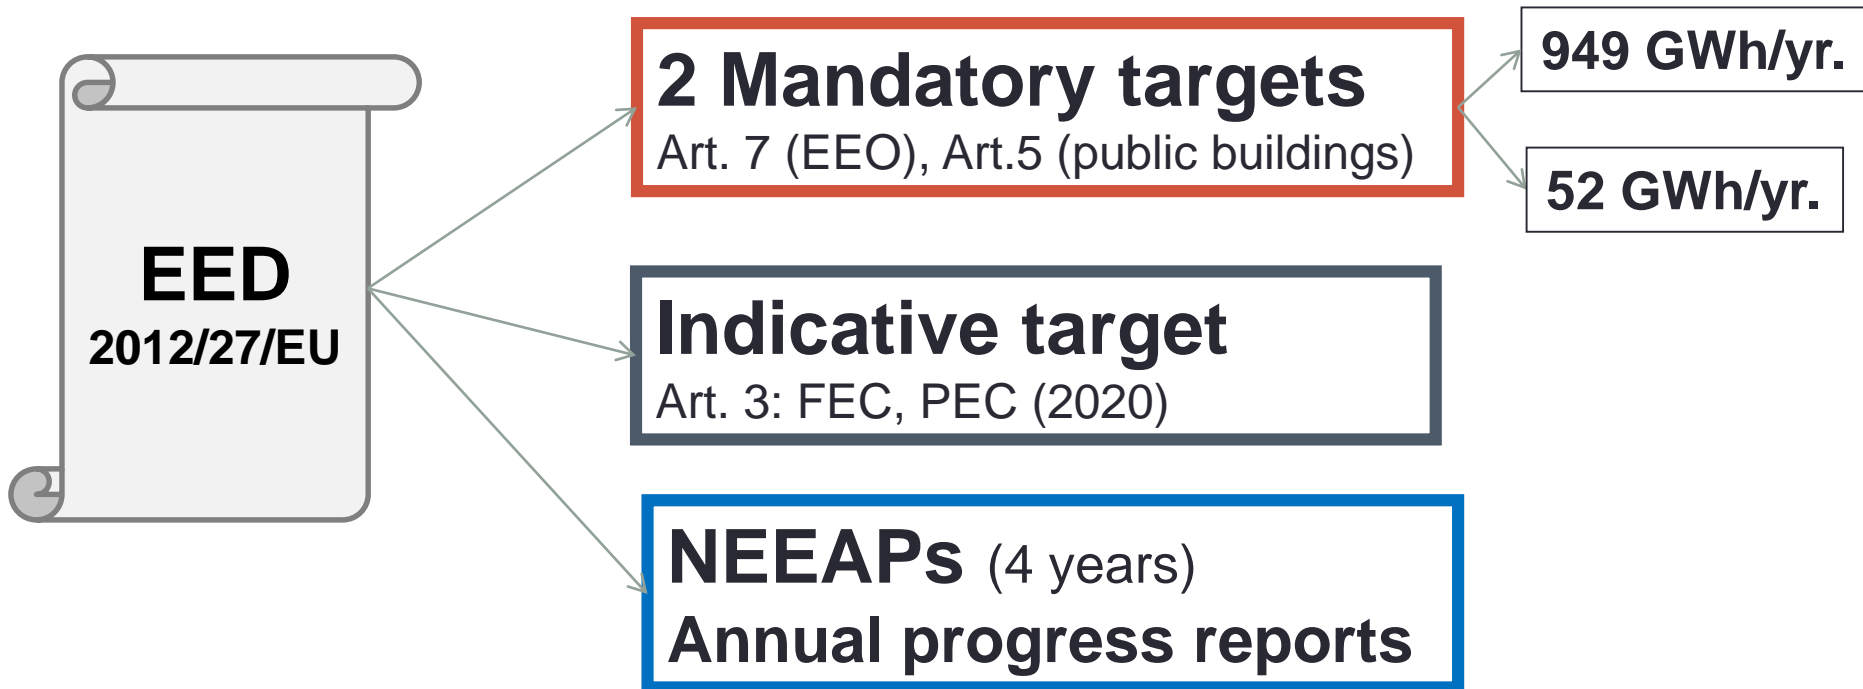 EED
2012/27/EU
2 Mandatory targets
Art. 7 (EEO), Art.5 (public buildings)
949 GWh/yr.
52 GWh/yr.
Indicative target
Art. 3: FEC, PEC (2020)
NEEAPs (4 years)
Annual progress reports